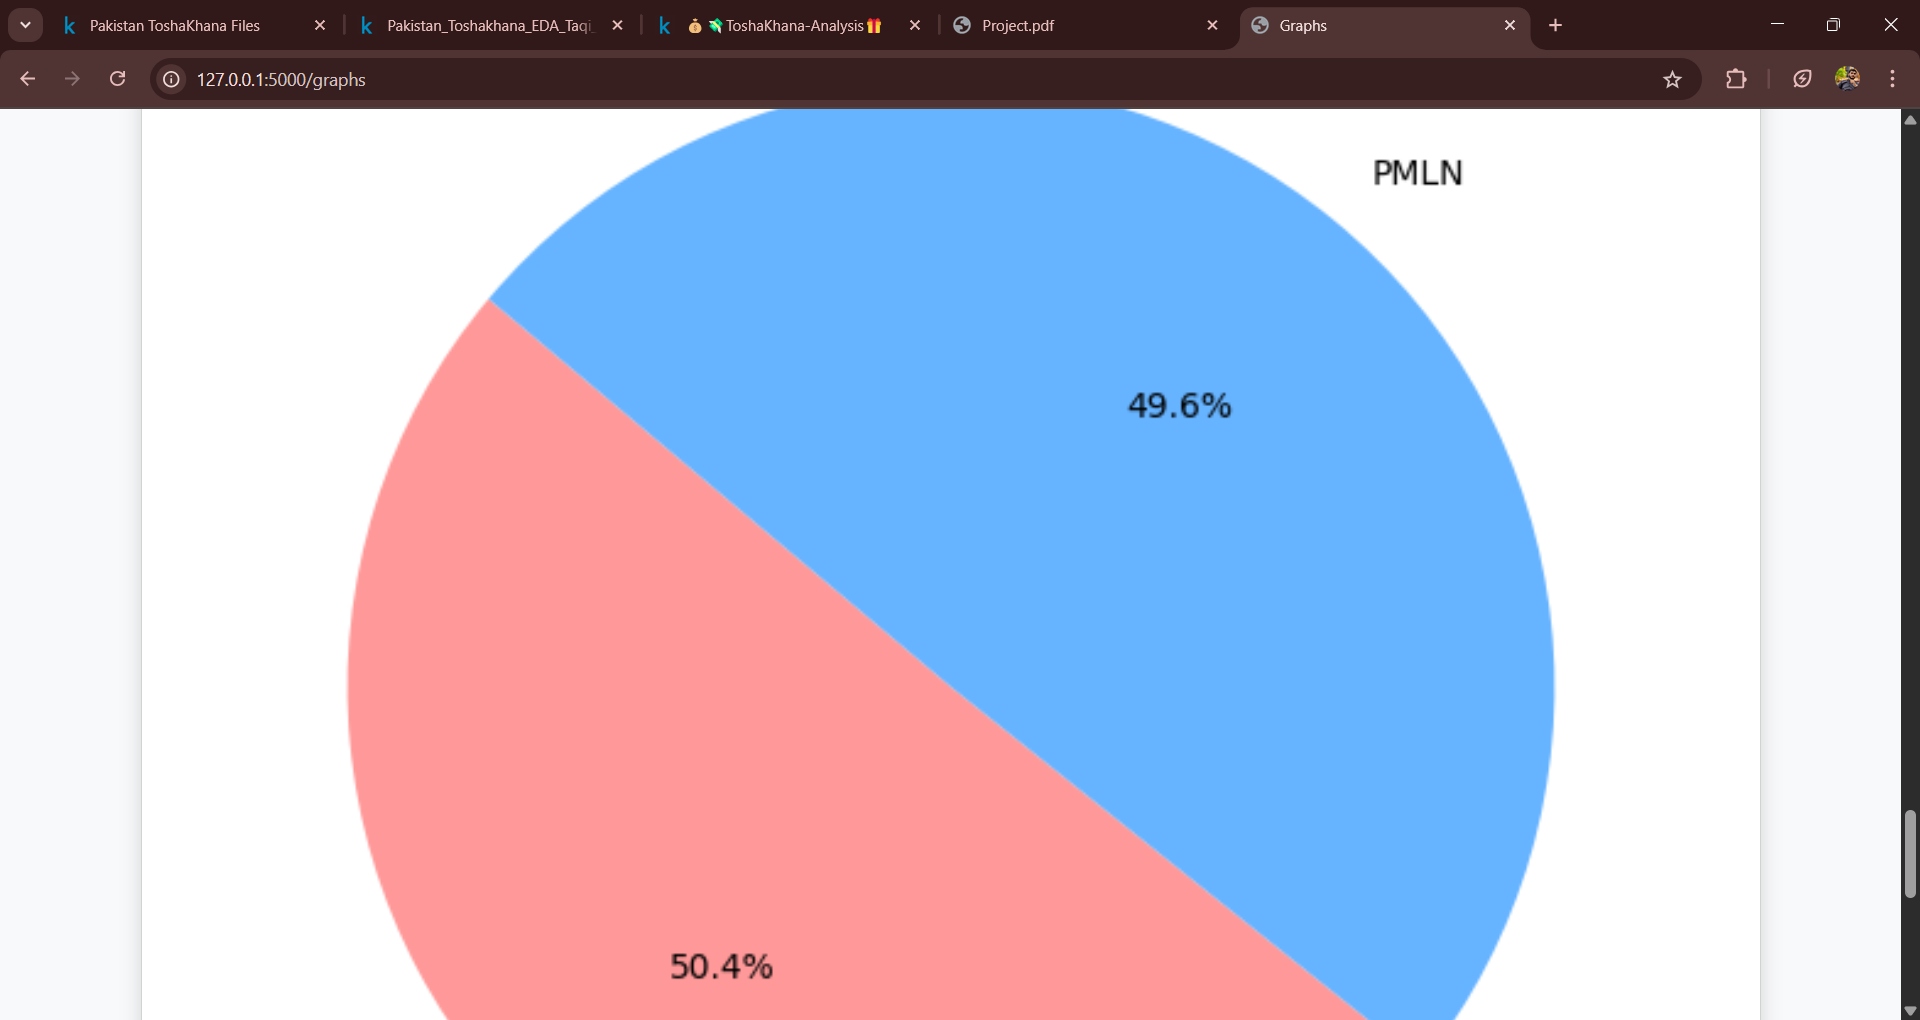 Pakistan ToshaKhana Files
Pakistan_Toshakhana_EDA_Taqi_
💰💸ToshaKhana-Analysis🎁
Project.pdf
Graphs
127.0.0.1:5000/graphs
PMLN
49.6%
50.4%